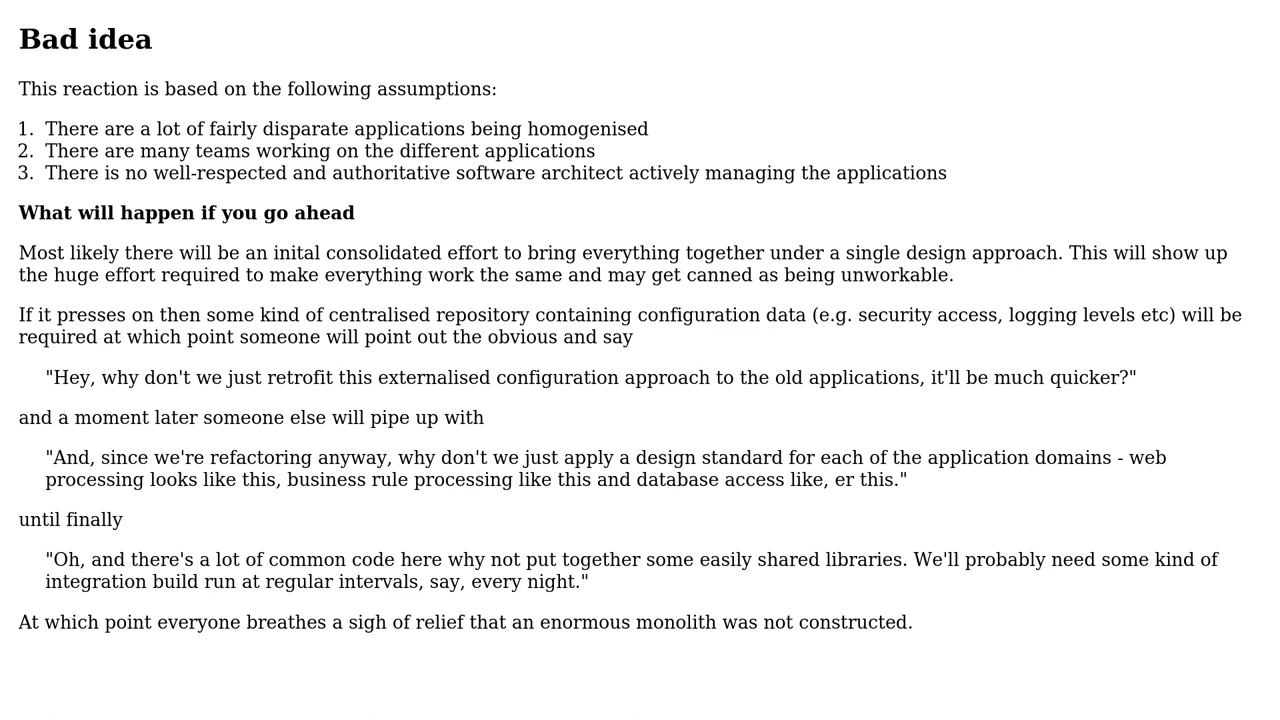 Bad idea
This reaction is based on the following assumptions:
1. There are a lot of fairly disparate applications being homogenised
2. There are many teams working on the different applications
3. There is no well-respected and authoritative software architect actively managing the applications
What will happen if you go ahead
Most likely there will be an inital consolidated effort to bring everything together under a single design approach. This will show up
the huge effort required to make everything work the same and may get canned as being unworkable.
If it presses on then some kind of centralised repository containing configuration data (e.g. security access, logging levels etc) will be
required at which point someone will point out the obvious and say
"Hey, why don't we just retrofit this externalised configuration approach to the old applications, it'll be much quicker?"
and a moment later someone else will pipe up with
"And, since we're refactoring anyway, why don't we just apply a design standard for each of the application domains - web
processing looks like this, business rule processing like this and database access like, er this."
until finally
"Oh, and there's a lot of common code here why not put together some easily shared libraries. We'll probably need some kind of
integration build run at regular intervals, say, every night."
At which point everyone breathes a sigh of relief that an enormous monolith was not constructed.